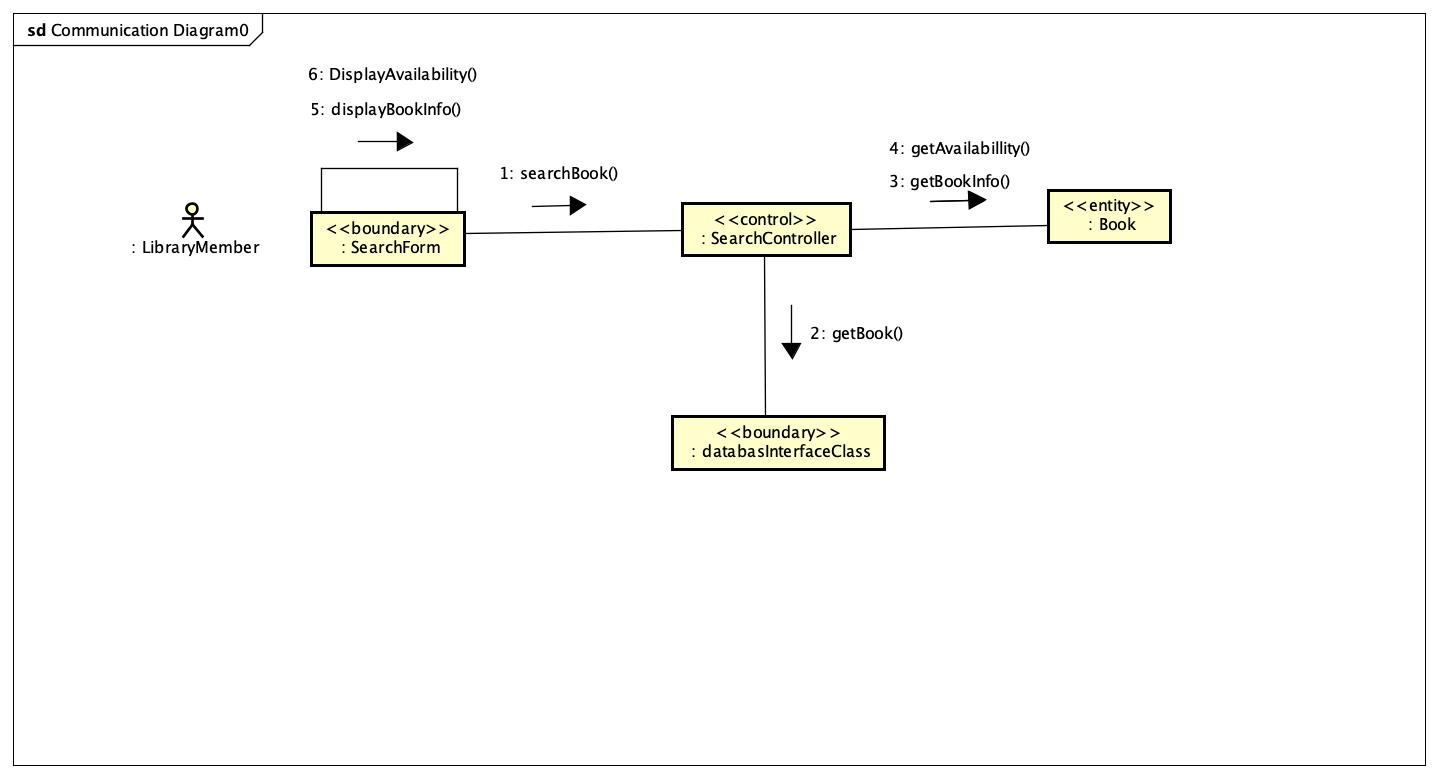 sd Communication Diagram0
6: DisplayAvailability()
5: displayBookInfo()
1: searchBook()
4: getAvailabillity()
3: getBookInfo()
: LibraryMember
<<boundary>>
: SearchForm
<<control>>
: SearchController
<<entity>>
: Book
2: getBook()
<<boundary>>
: databasInterfaceClass